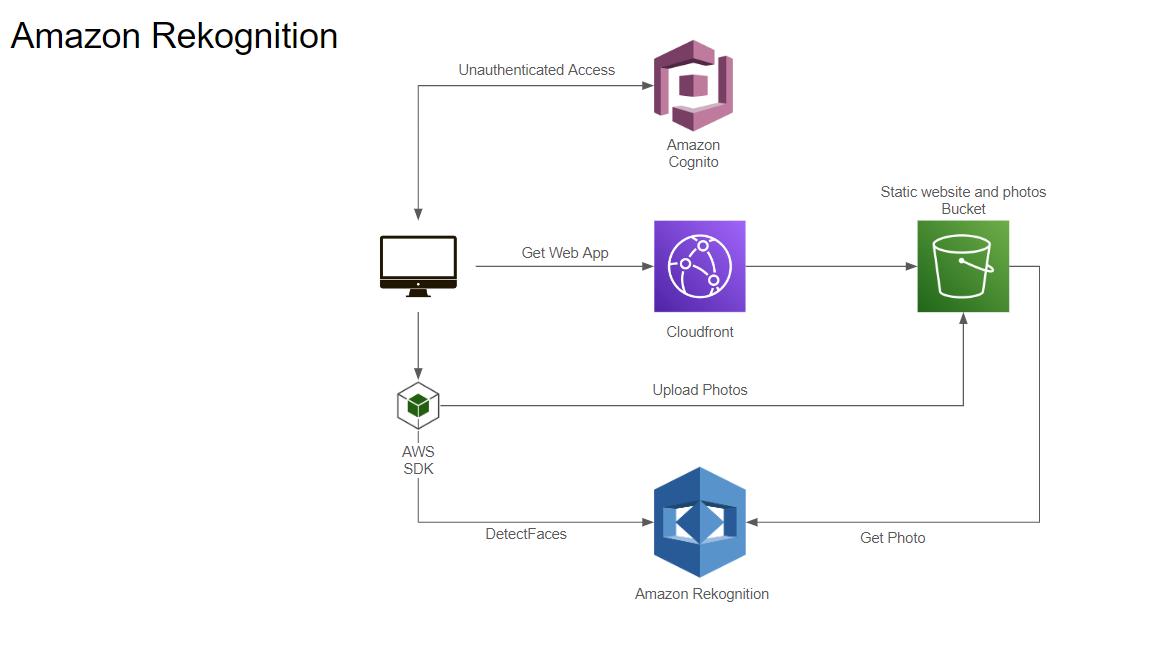 Amazon Rekognition
Unauthenticated Access
Amazon
Cognito
Static website and photos
Bucket
Get Web App
Cloudfront
Upload Photos
AWS
SDK
DetectFaces
Get Photo
Amazon Rekognition